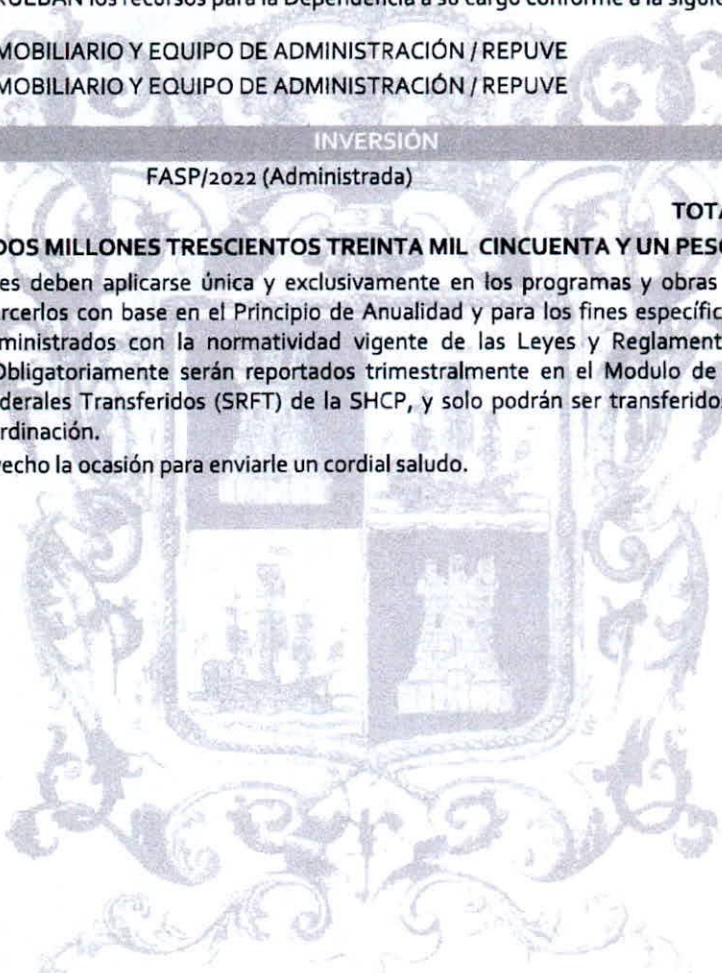 los recursos para la Dependencia a su cargo conforme a la
MOBILIARIO Y EQUIPO DE ADMINISTRACIÓN / REPUVE
MOBILIARIO Y EQUIPO DE ADMINISTRACIÓN / REPUVE
INVERSIÓN
FASP/2022 (Administrada)
TOTA
DOS MILLONES TRESCIENTOS TREINTA MIL CINCUENTA Y UN PESO
es deben aplicarse única y exclusivamente en los programas y obras
rcerlos con base en el Principio de Anualidad y para los fines específic
ministrados con la normatividad vigente de las Leyes y Reglament
Obligatoriamente serán reportados trimestralmente en el Modulo de
derales Transferidos (SRFT) de la SHCP, y solo podrán ser transferidos
rdinación.
echo la ocasión para enviarle un cordial saludo.